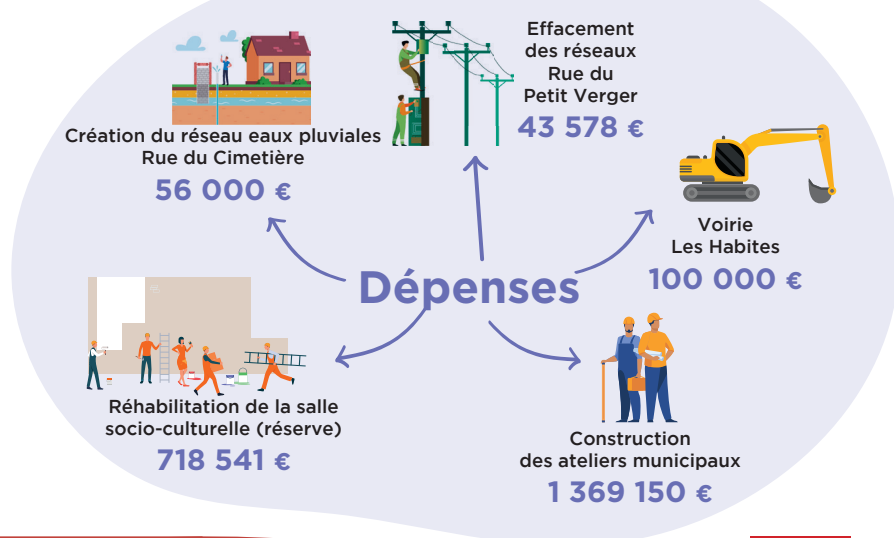 Effacement
des réseaux
Rue du
Petit Verger
43 578 €
Création du réseau eaux pluviales
Rue du Cimetière
56 000 €
Voirie
Les Habites
100 000 €
Dépenses
Réhabilitation de la salle
socio-culturelle (réserve)
718 541 €
Construction
des ateliers municipaux
1 369 150 €